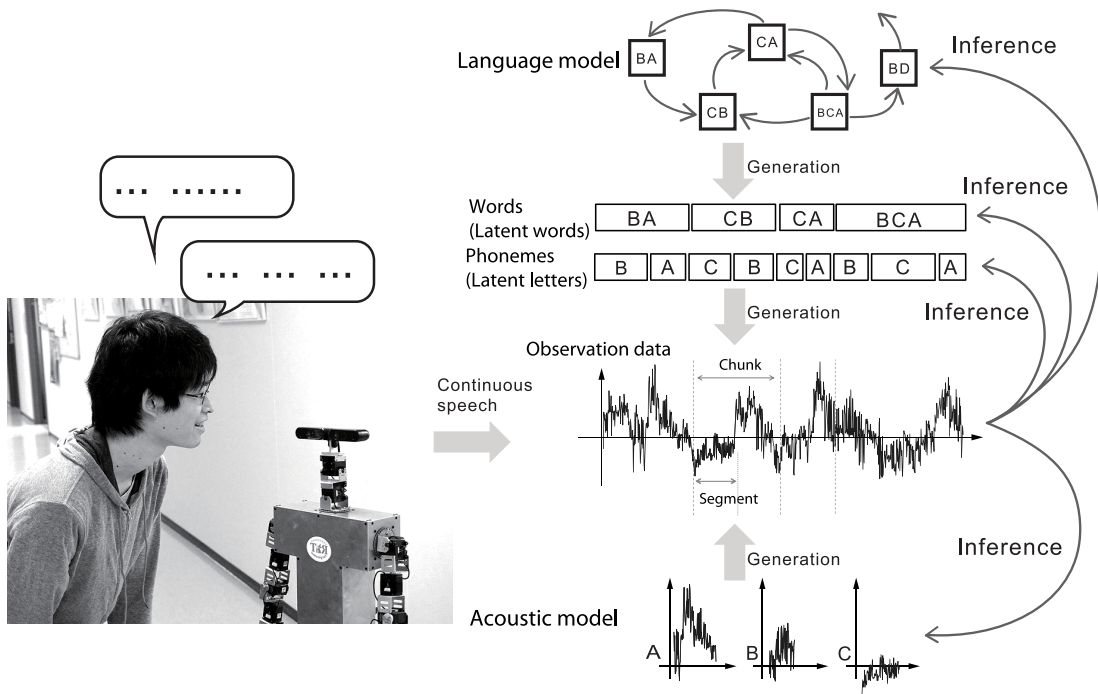 Language model
BA
CA
CB
BCA
BD
Inference
Generation
Words
(Latent words)
BA
CB
CA
BCA
Inference
Phonemes
(Latent letters)
B
A
C
B
C
A
B
C
A
Generation
Inference
... ......
... ... ...
Continuous
speech
Observation data
Chunk
Segment
Generation
Inference
Acoustic model
A
B
C